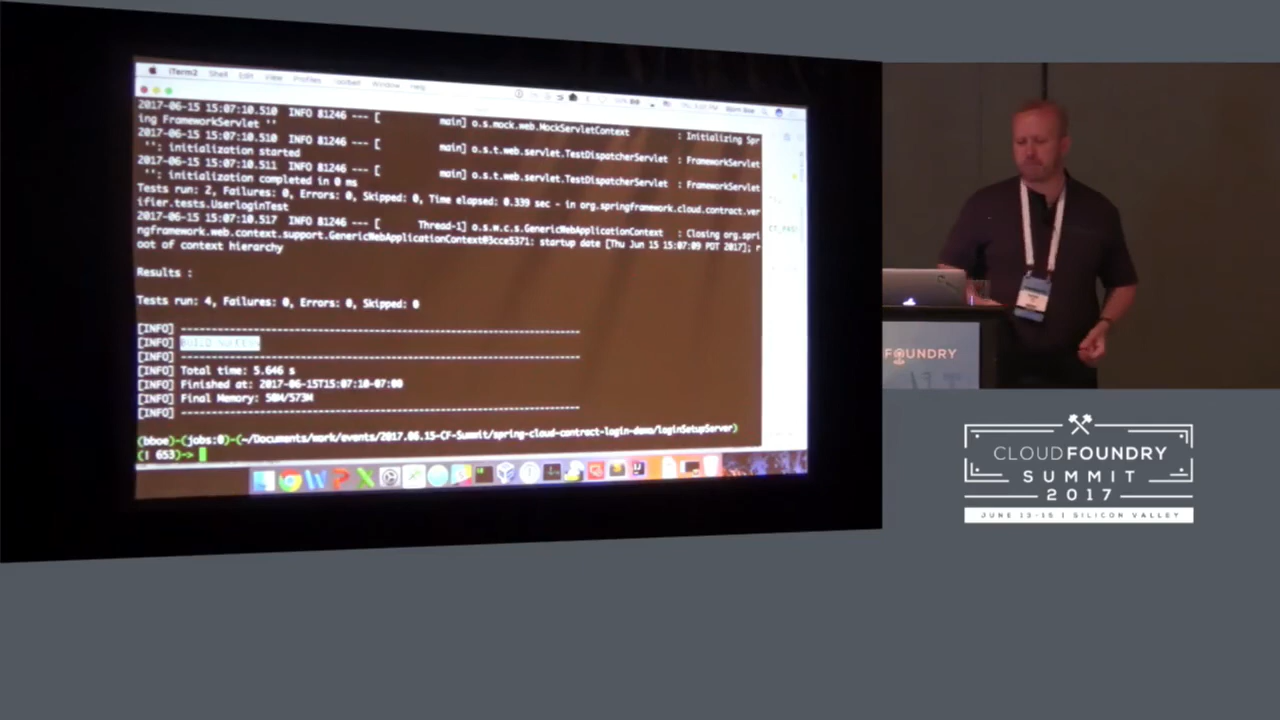 iTerm2 Shell Edit View Profiles Toolbelt Window Help
2017-06-15 15:07:10.510 INFO 81246 --- [ main] o.s.mock.web.MockServletContext : Initializing Spr
ing FrameworkServlet ''
2017-06-15 15:07:10.510 INFO 81246 --- [ main] o.s.t.web.servlet.TestDispatcherServlet : FrameworkServlet
'': initialization started
2017-06-15 15:07:10.511 INFO 81246 --- [ main] o.s.t.web.servlet.TestDispatcherServlet : FrameworkServlet
'': initialization completed in 0 ms
Tests run: 2, Failures: 0, Errors: 0, Skipped: 0, Time elapsed: 0.339 sec - in org.springframework.cloud.contract.ver
ifier.tests.UserloginTest
2017-06-15 15:07:10.517 INFO 81246 --- [ Thread-1] o.s.w.c.s.GenericWebApplicationContext : Closing org.spri
ngframework.web.context.support.GenericWebApplicationContext@3cce5371: startup date [Thu Jun 15 15:07:09 PDT 2017]; r
oot of context hierarchy
Results :
Tests run: 4, Failures: 0, Errors: 0, Skipped: 0
[INFO] ------------------------------------------------------------------------
[INFO] BUILD SUCCESS
[INFO] ------------------------------------------------------------------------
[INFO] Total time: 5.646 s
[INFO] Finished at: 2017-06-15T15:07:10-07:00
[INFO] Final Memory: 50M/573M
[INFO] ------------------------------------------------------------------------
(bboe)-(jobs:0)-(~/Documents/work/events/2017.06.15-CF-Summit/spring-cloud-contract-login-demo/loginSetupServer)
(! 653)->
FOUNDRY
CLOUD FOUNDRY
SUMMIT
2017
JUNE 13-15 | SILICON VALLEY